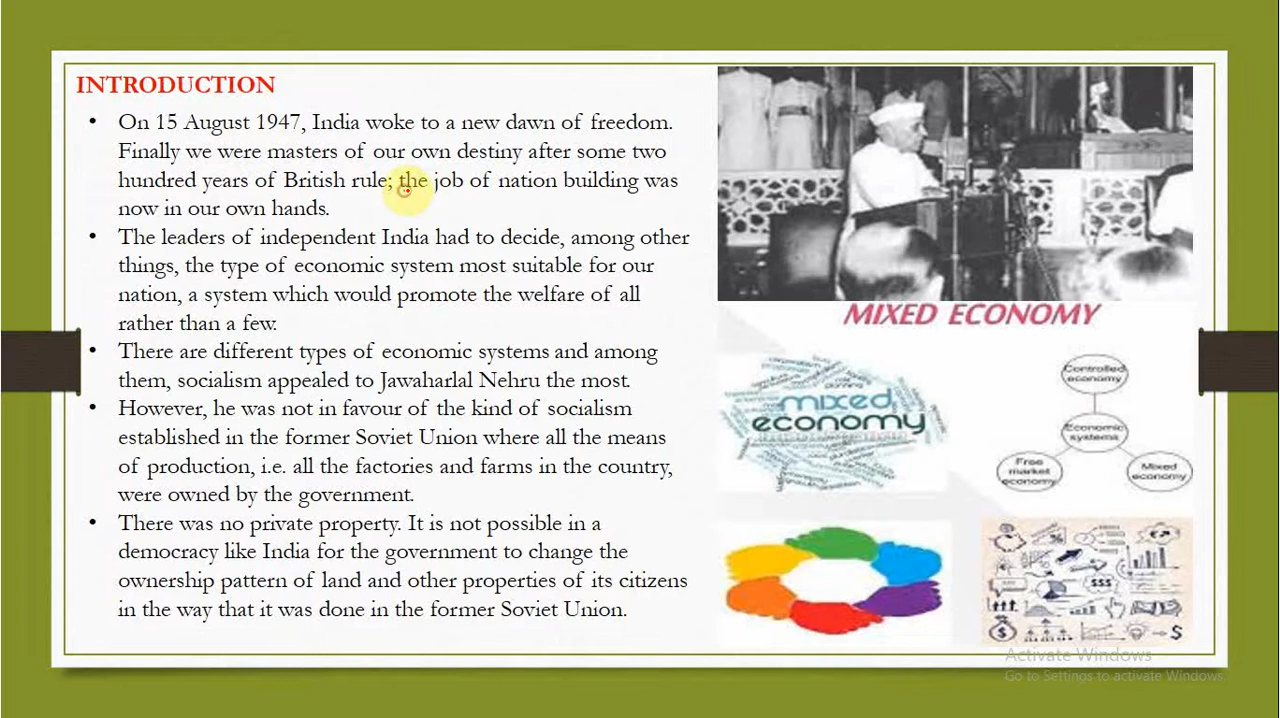 INTRODUCTION
• On 15 August 1947, India woke to a new dawn of freedom.
Finally we were masters of our own destiny after some two
hundred years of British rule; the job of nation building was
now in our own hands.
• The leaders of independent India had to decide, among other
things, the type of economic system most suitable for our
nation, a system which would promote the welfare of all
rather than a few.
• There are different types of economic systems and among
them, socialism appealed to Jawaharlal Nehru the most.
• However, he was not in favour of the kind of socialism
established in the former Soviet Union where all the means
of production, i.e. all the factories and farms in the country,
were owned by the government.
• There was no private property. It is not possible in a
democracy like India for the government to change the
ownership pattern of land and other properties of its citizens
in the way that it was done in the former Soviet Union.
MIXED ECONOMY
mixed
economy
Controlled
economy
Economic
systems
Free
market
economy
Mixed
economy
$$$
$
$
Activate Windows
Go to Settings to activate Windows.